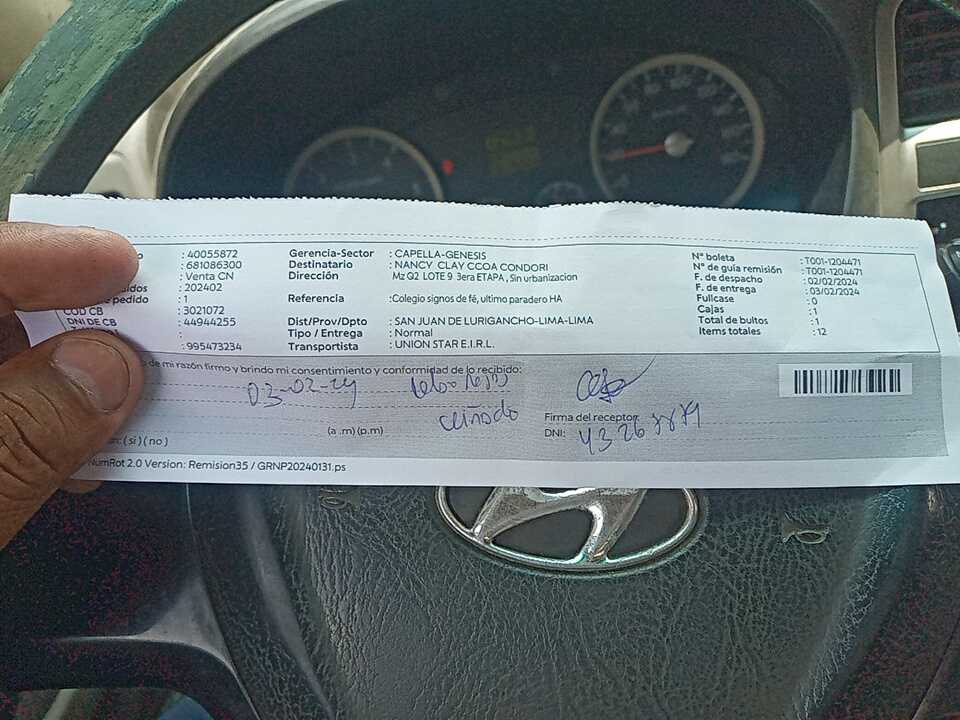 : 40055872
: 681086300
: Venta CN
: 202402
pedido : 1
COD CB : 3021072
DNI DE CB : 44944255
: 995473234
Gerencia-Sector : CAPELLA-GENESIS
Destinatario : NANCY CLAY CCOA CONDORI
Dirección : Mz G2 LOTE 9 3era ETAPA , Sin urbanizacion
Referencia :Colegio signos de fé, ultimo paradero HA
Dist/Prov/Dpto : SAN JUAN DE LURIGANCHO-LIMA-LIMA
Tipo / Entrega : Normal
Transportista : UNION STAR E.I.R.L.
N° boleta : T001-1204471
N° de guía remisión : T001-1204471
F. de despacho : 02/02/2024
F. de entrega : 03/02/2024
Fullcase : 0
Cajas : 1
Total de bultos : 1
Items totales : 12
de mi razón firmo y brindo mi consentimiento y conformidad de lo recibido:
03-02-24
(a .m) (p.m)
Firma del receptor:
DNI:
( si ) ( no )
NumRot 2.0 Version: Remision35 / GRNP20240131.ps